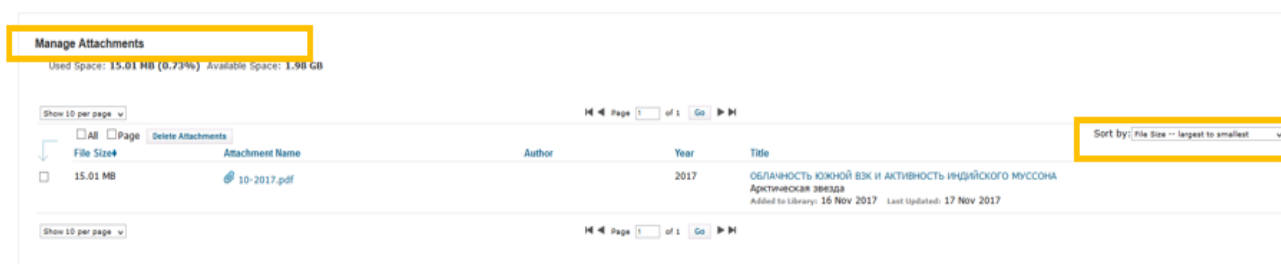 Manage Attachments
Used Space: 15.01 MB (0.73%) Available Space: 1.98 GB
Show 10 per page Page 1 of 1 Go
All Page Delete Attachments Sort by: File Size -- largest to smallest
File Size Attachment Name Author Year Title
15.01 MB 10-2017.pdf 2017 ОБЛАЧНОСТЬ ЮЖНОЙ ВЗК И АКТИВНОСТЬ ИНДИЙСКОГО МУССОНА
Арктическая звезда
Added to Library: 16 Nov 2017 Last Updated: 17 Nov 2017
Show 10 per page Page 1 of 1 Go